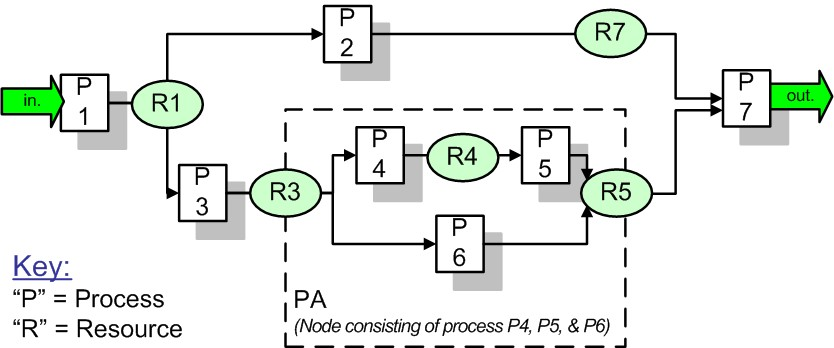 in.
P
1
R1
P
2
R7
P
7
out.
P
3
R3
P
4
R4
P
5
R5
P
6
PA
(Node consisting of process P4, P5, & P6)
Key:
“P” = Process
“R” = Resource